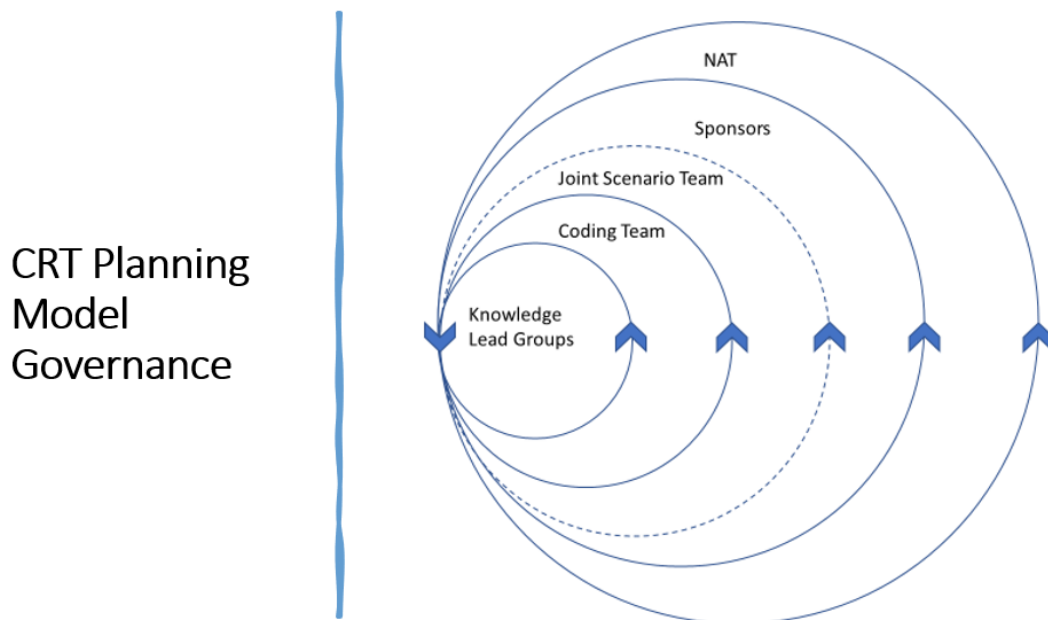 CRT Planning
Model
Governance
NAT
Sponsors
Joint Scenario Team
Coding Team
Knowledge
Lead Groups